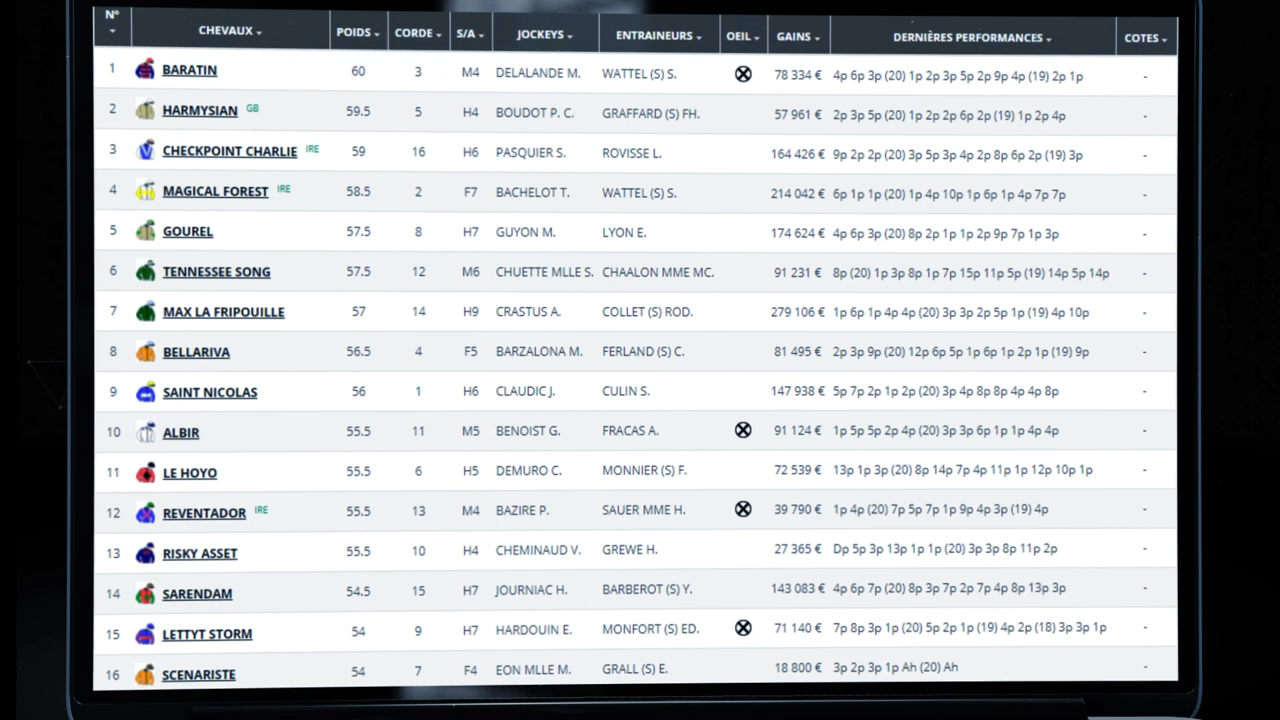 N° CHEVAUX POIDS CORDE S/A JOCKEYS ENTRAINEURS OEIL GAINS DERNIÈRES PERFORMANCES COTES
1 BARATIN 60 3 M4 DELALANDE M. WATTEL (S) S. 78 334 € 4p 6p 3p (20) 1p 2p 3p 5p 2p 9p 4p (19) 2p 1p -
2 HARMYSIAN GB 59.5 5 H4 BOUDOT P. C. GRAFFARD (S) FH. 57 961 € 2p 3p 5p (20) 1p 2p 2p 6p 2p (19) 1p 2p 4p -
3 CHECKPOINT CHARLIE IRE 59 16 H6 PASQUIER S. ROVISSE L. 164 426 € 9p 2p 2p (20) 3p 5p 3p 4p 2p 8p 6p 2p (19) 3p -
4 MAGICAL FOREST IRE 58.5 2 F7 BACHELOT T. WATTEL (S) S. 214 042 € 6p 1p 1p (20) 1p 4p 10p 1p 6p 1p 4p 7p 7p -
5 GOUREL 57.5 8 H7 GUYON M. LYON E. 174 624 € 4p 6p 3p (20) 8p 2p 1p 1p 2p 9p 7p 1p 3p -
6 TENNESSEE SONG 57.5 12 M6 CHUETTE MLLE S. CHAALON MME MC. 91 231 € 8p (20) 1p 3p 8p 1p 7p 15p 11p 5p (19) 14p 5p 14p -
7 MAX LA FRIPOUILLE 57 14 H9 CRASTUS A. COLLET (S) ROD. 279 106 € 1p 6p 1p 4p 4p (20) 3p 3p 2p 5p 1p (19) 4p 10p -
8 BELLARIVA 56.5 4 F5 BARZALONA M. FERLAND (S) C. 81 495 € 2p 3p 9p (20) 12p 6p 5p 1p 6p 1p 2p 1p (19) 9p -
9 SAINT NICOLAS 56 1 H6 CLAUDIC J. CULIN S. 147 938 € 5p 7p 2p 1p 2p (20) 3p 4p 8p 8p 4p 4p 8p -
10 ALBIR 55.5 11 M5 BENOIST G. FRACAS A. 91 124 € 1p 5p 5p 2p 4p (20) 3p 3p 6p 1p 1p 4p 4p -
11 LE HOYO 55.5 6 H5 DEMURO C. MONNIER (S) F. 72 539 € 13p 1p 3p (20) 8p 14p 7p 4p 11p 1p 12p 10p 1p -
12 REVENTADOR IRE 55.5 13 M4 BAZIRE P. SAUER MME H. 39 790 € 1p 4p (20) 7p 5p 7p 1p 9p 4p 3p (19) 4p -
13 RISKY ASSET 55.5 10 H4 CHEMINAUD V. GREWE H. 27 365 € Dp 5p 3p 13p 1p 1p (20) 3p 3p 8p 11p 2p -
14 SARENDAM 54.5 15 H7 JOURNIAC H. BARBEROT (S) Y. 143 083 € 4p 6p 7p (20) 8p 3p 7p 2p 7p 4p 8p 13p 3p -
15 LETTYT STORM 54 9 H7 HARDOUIN E. MONFORT (S) ED. 71 140 € 7p 8p 3p 1p (20) 5p 2p 1p (19) 4p 2p (18) 3p 3p 1p -
16 SCENARISTE 54 7 F4 EON MLLE M. GRALL (S) E. 18 800 € 3p 2p 3p 1p Ah (20) Ah -